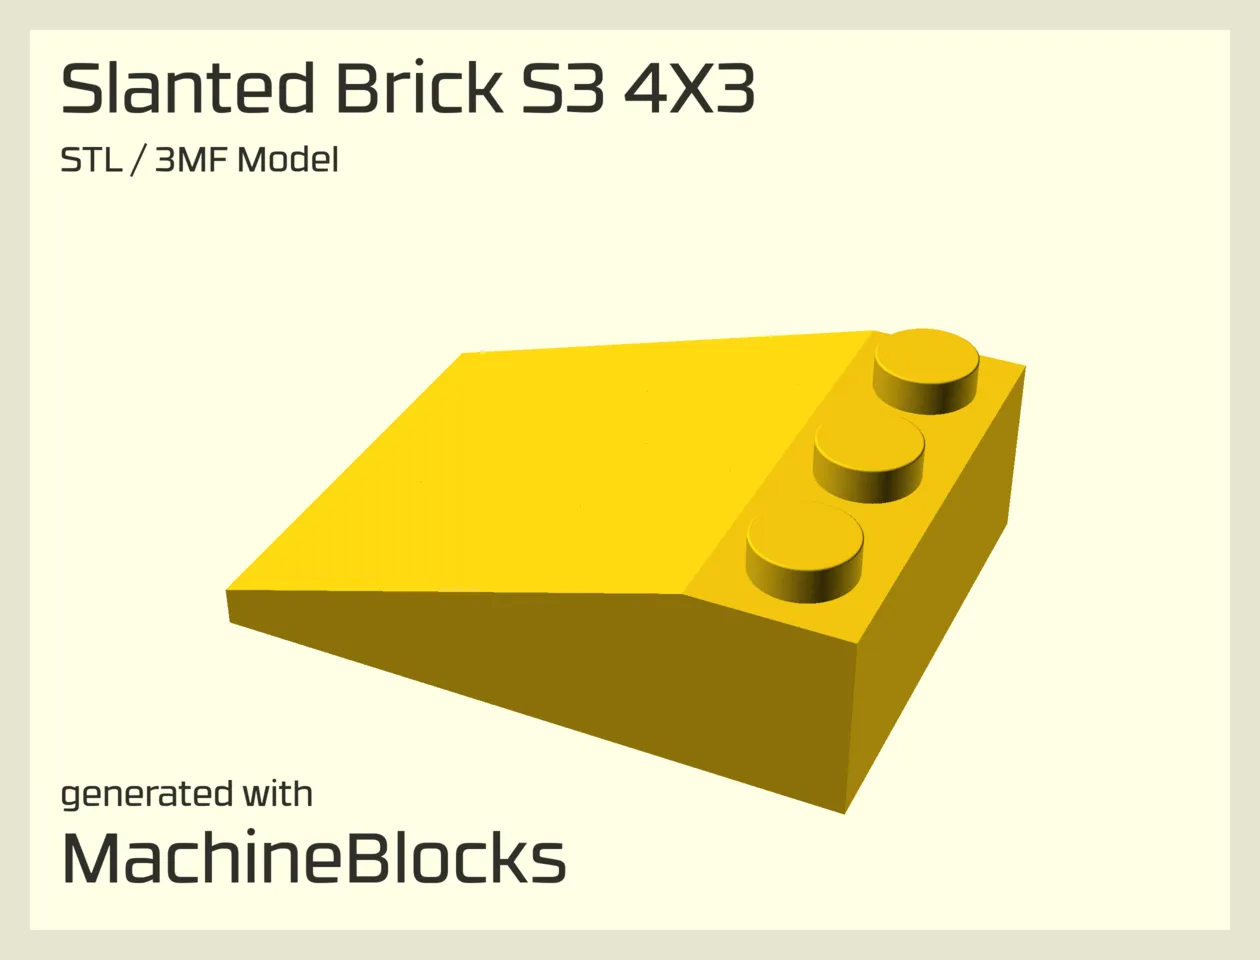 Slanted Brick S3 4X3
STL / 3MF Model
generated with
MachineBlocks